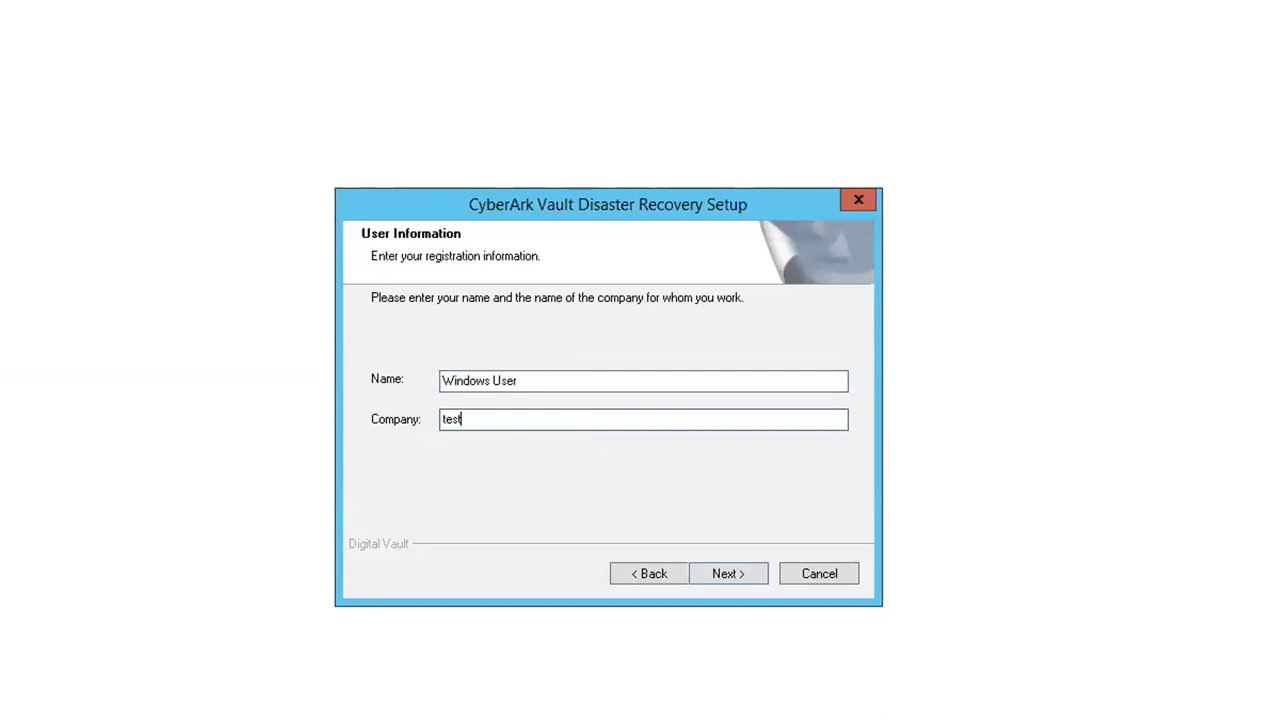 CyberArk Vault Disaster Recovery Setup
x
User Information
Enter your registration information.
Please enter your name and the name of the company for whom you work.
Name: Windows User
Company: test
Digital Vault
< Back Next > Cancel